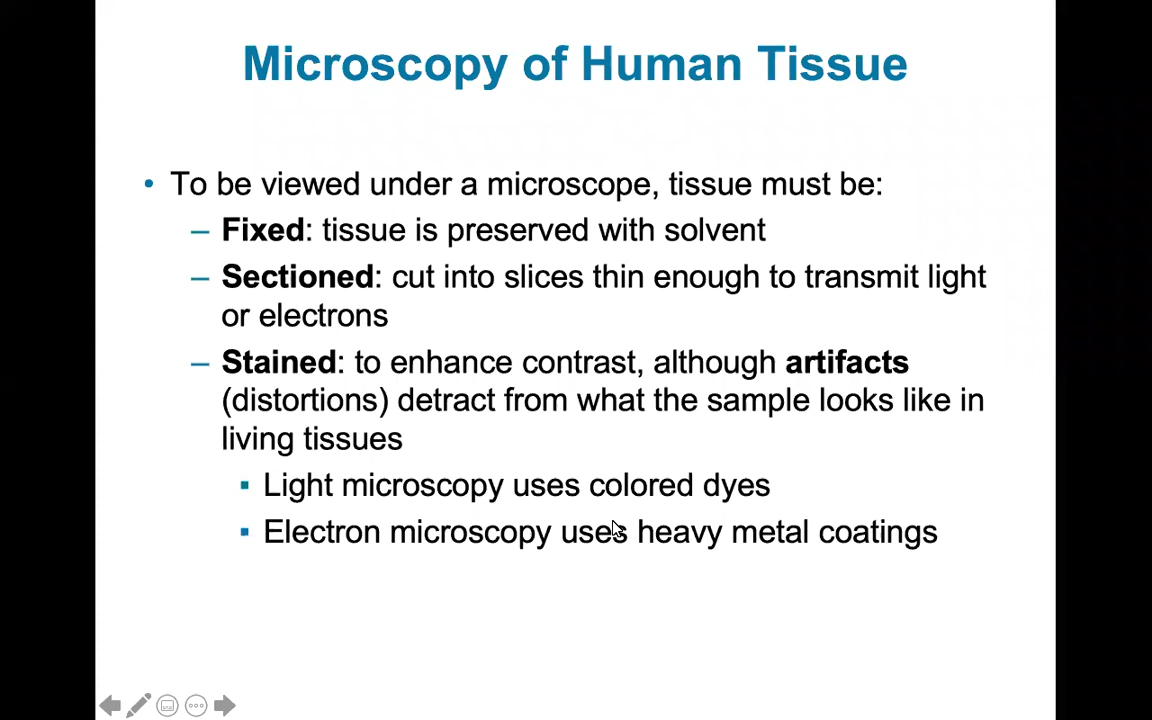 Microscopy of Human Tissue
• To be viewed under a microscope, tissue must be:
– Fixed: tissue is preserved with solvent
– Sectioned: cut into slices thin enough to transmit light
or electrons
– Stained: to enhance contrast, although artifacts
(distortions) detract from what the sample looks like in
living tissues
▪ Light microscopy uses colored dyes
▪ Electron microscopy uses heavy metal coatings